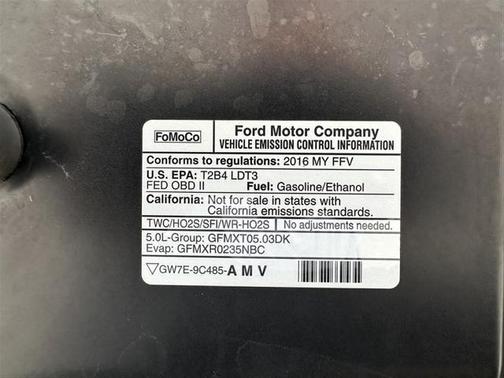 FoMoCo
Ford Motor Company
VEHICLE EMISSION CONTROL INFORMATION
Conforms to regulations: 2016 MY FFV
U.S. EPA: T2B4 LDT3
FED OBD II Fuel: Gasoline/Ethanol
California: Not for sale in states with
California emissions standards.
TWC/HO2S/SFI/WR-HO2S No adjustments needed.
5.0L-Group: GFMXT05.03DK
Evap: GFMXR0235NBC
GW7E-9C485-A M V